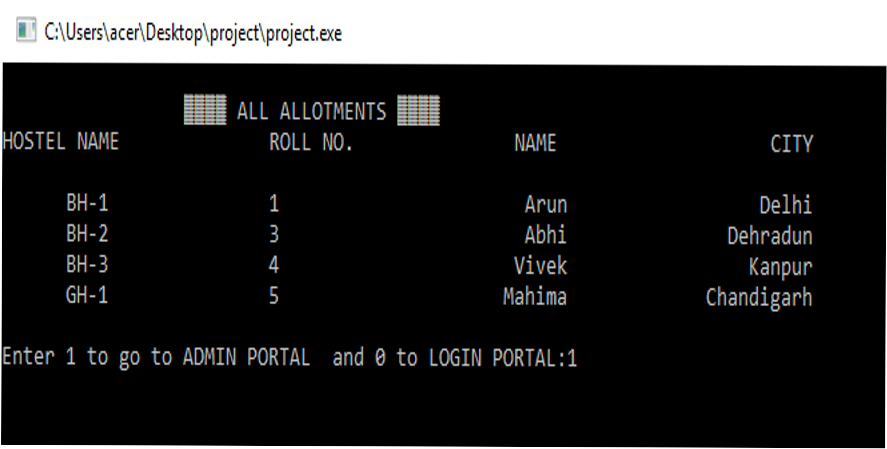 C:\Users\acer\Desktop\project\project.exe
▒▒▒▒ ALL ALLOTMENTS ▒▒▒▒
HOSTEL NAME ROLL NO. NAME CITY
BH-1 1 Arun Delhi
BH-2 3 Abhi Dehradun
BH-3 4 Vivek Kanpur
GH-1 5 Mahima Chandigarh
Enter 1 to go to ADMIN PORTAL  and 0 to LOGIN PORTAL:1